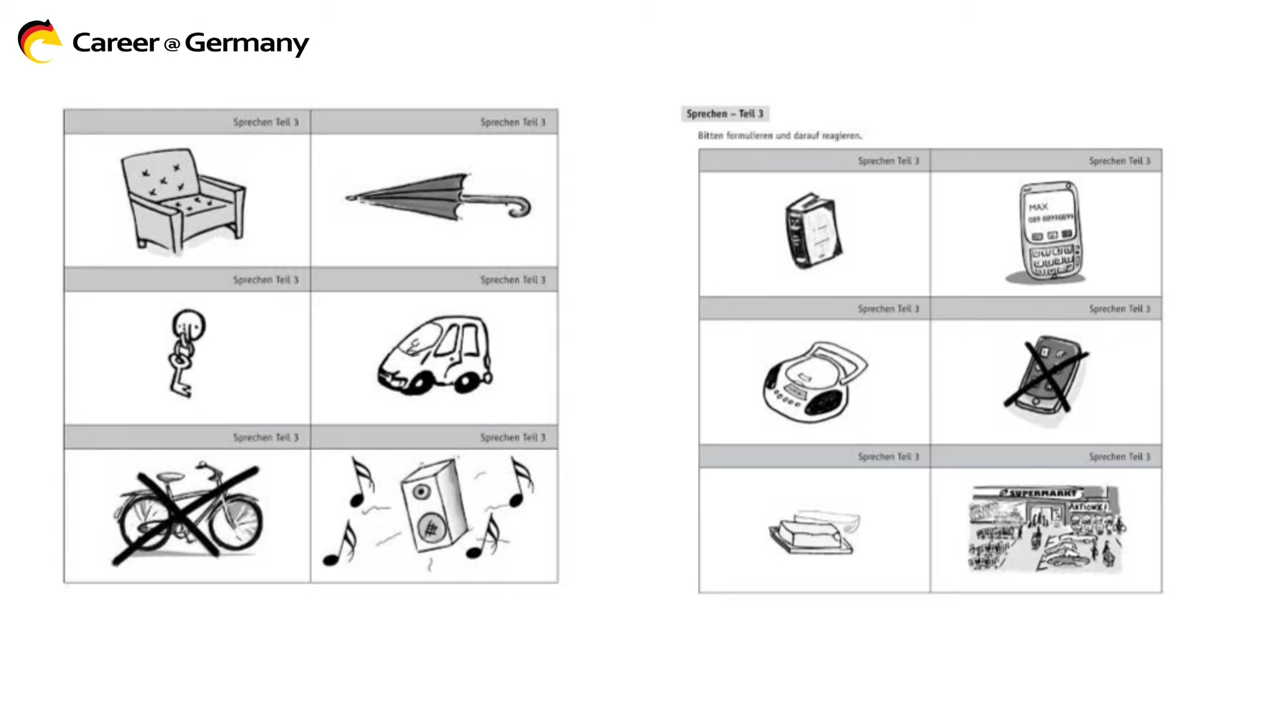 Career @ Germany
Sprechen Teil 3
Sprechen Teil 3
Sprechen Teil 3
Sprechen Teil 3
Sprechen Teil 3
Sprechen Teil 3
Sprechen – Teil 3
Bitten formulieren und darauf reagieren.
Sprechen Teil 3
Sprechen Teil 3
MAX
089 88998899
Sprechen Teil 3
Sprechen Teil 3
Sprechen Teil 3
Sprechen Teil 3
SUPERMARKT